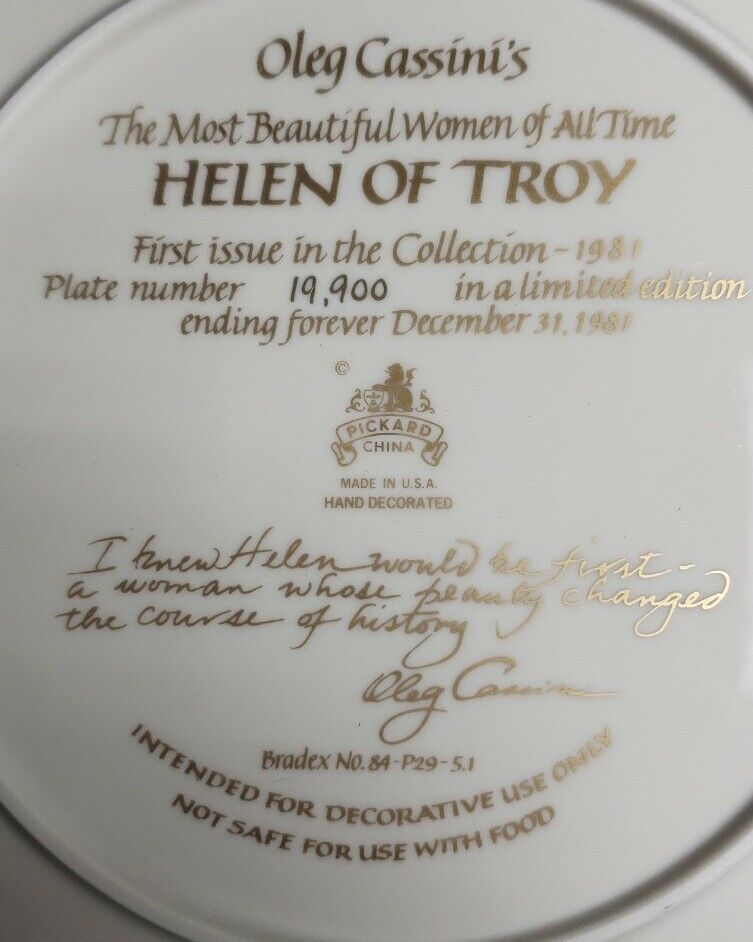 Oleg Cassini's
The Most Beautiful Women of All Time
HELEN OF TROY
First issue in the Collection - 1981
Plate number 19,900 in a limited edition
ending forever December 31, 1981
©
PICKARD
CHINA
MADE IN U.S.A.
HAND DECORATED
I knew Helen would be first -
a woman whose beauty changed
the course of history
Oleg Cassini
Bradex No. 84-P29-5.1
INTENDED FOR DECORATIVE USE ONLY
NOT SAFE FOR USE WITH FOOD